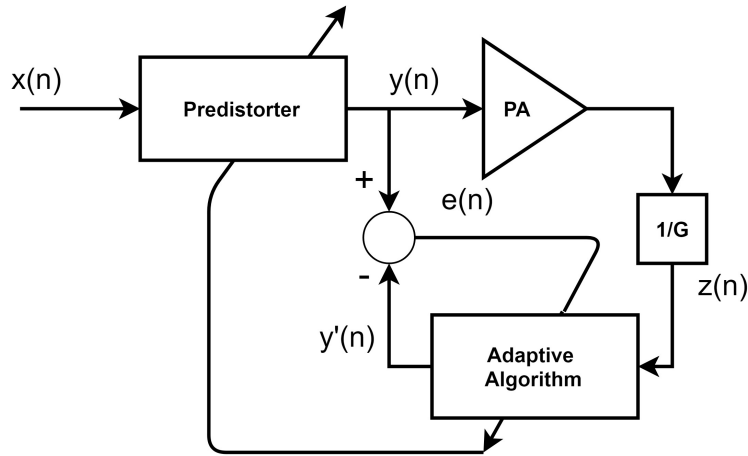 x(n)
Predistorter
y(n)
PA
+
e(n)
1/G
-
z(n)
y'(n)
Adaptive
Algorithm